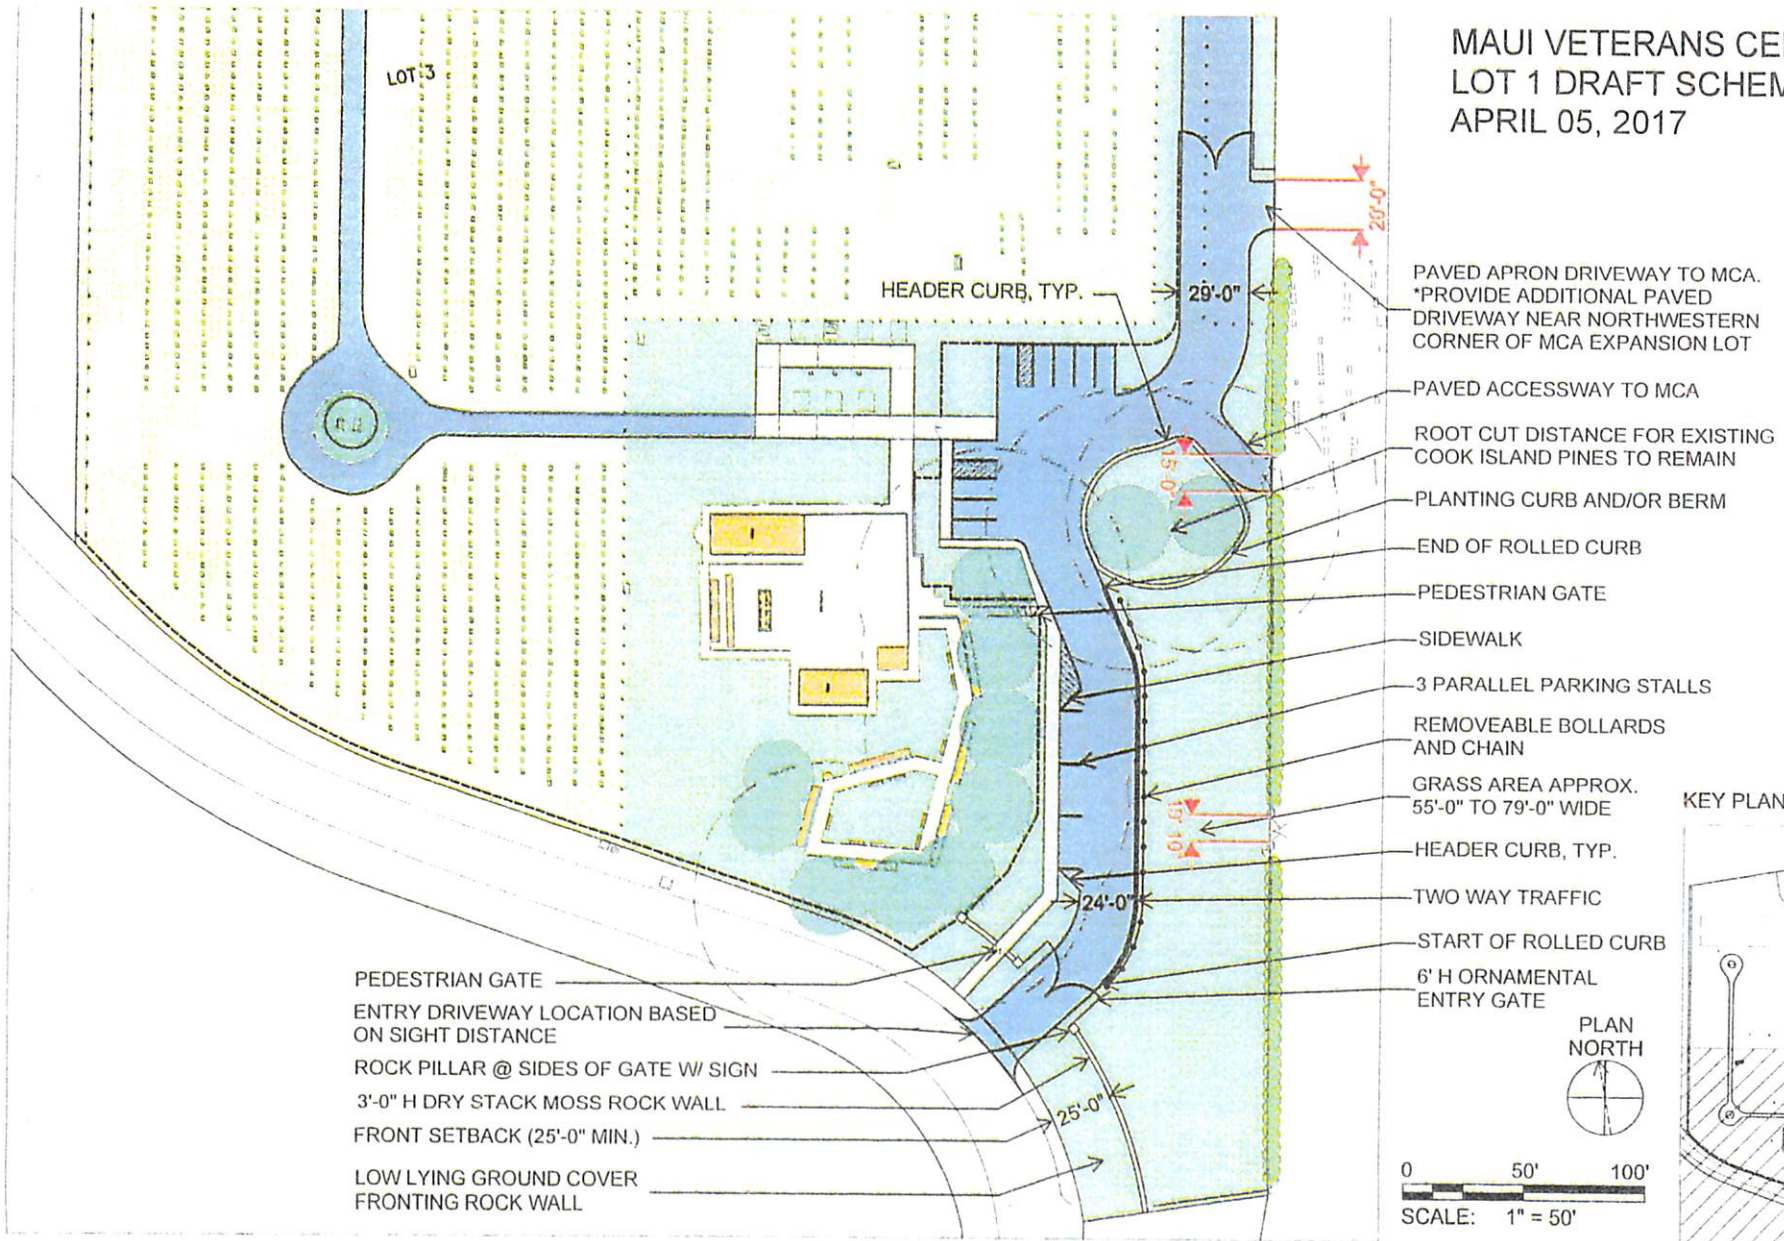 MAUI VETERANS CE
LOT 1 DRAFT SCHEM
APRIL 05, 2017
LOT 3
HEADER CURB, TYP.
29'-0"
20'-0"
PAVED APRON DRIVEWAY TO MCA.
*PROVIDE ADDITIONAL PAVED
DRIVEWAY NEAR NORTHWESTERN
CORNER OF MCA EXPANSION LOT
PAVED ACCESSWAY TO MCA
ROOT CUT DISTANCE FOR EXISTING
COOK ISLAND PINES TO REMAIN
15'-0"
PLANTING CURB AND/OR BERM
END OF ROLLED CURB
PEDESTRIAN GATE
SIDEWALK
3 PARALLEL PARKING STALLS
REMOVEABLE BOLLARDS
AND CHAIN
GRASS AREA APPROX.
55'-0" TO 79'-0" WIDE
HEADER CURB, TYP.
24'-0"
TWO WAY TRAFFIC
START OF ROLLED CURB
6' H ORNAMENTAL
ENTRY GATE
PEDESTRIAN GATE
ENTRY DRIVEWAY LOCATION BASED
ON SIGHT DISTANCE
ROCK PILLAR @ SIDES OF GATE W/ SIGN
3'-0" H DRY STACK MOSS ROCK WALL
FRONT SETBACK (25'-0" MIN.)
25'-0"
LOW LYING GROUND COVER
FRONTING ROCK WALL
KEY PLAN
PLAN
NORTH
0 50' 100'
SCALE: 1" = 50'